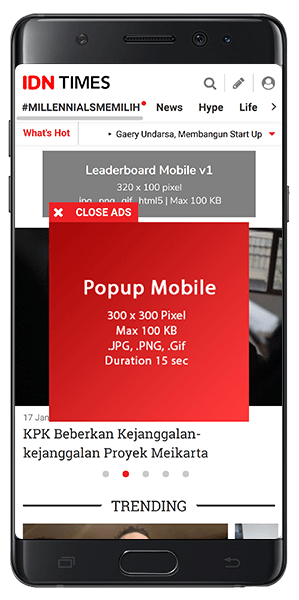 IDN TIMES
#MILLENNIALSMEMILIH News Hype Life
What's Hot Gaery Undarsa, Membangun Start Up
Leaderboard Mobile v1
320 x 100 pixel
jpg, png, gif, html5 | Max 100 KB
CLOSE ADS
Popup Mobile
300 x 300 Pixel
Max 100 KB
.JPG, .PNG, .Gif
Duration 15 sec
17 Jan
KPK Beberkan Kejanggalan-
kejanggalan Proyek Meikarta
TRENDING